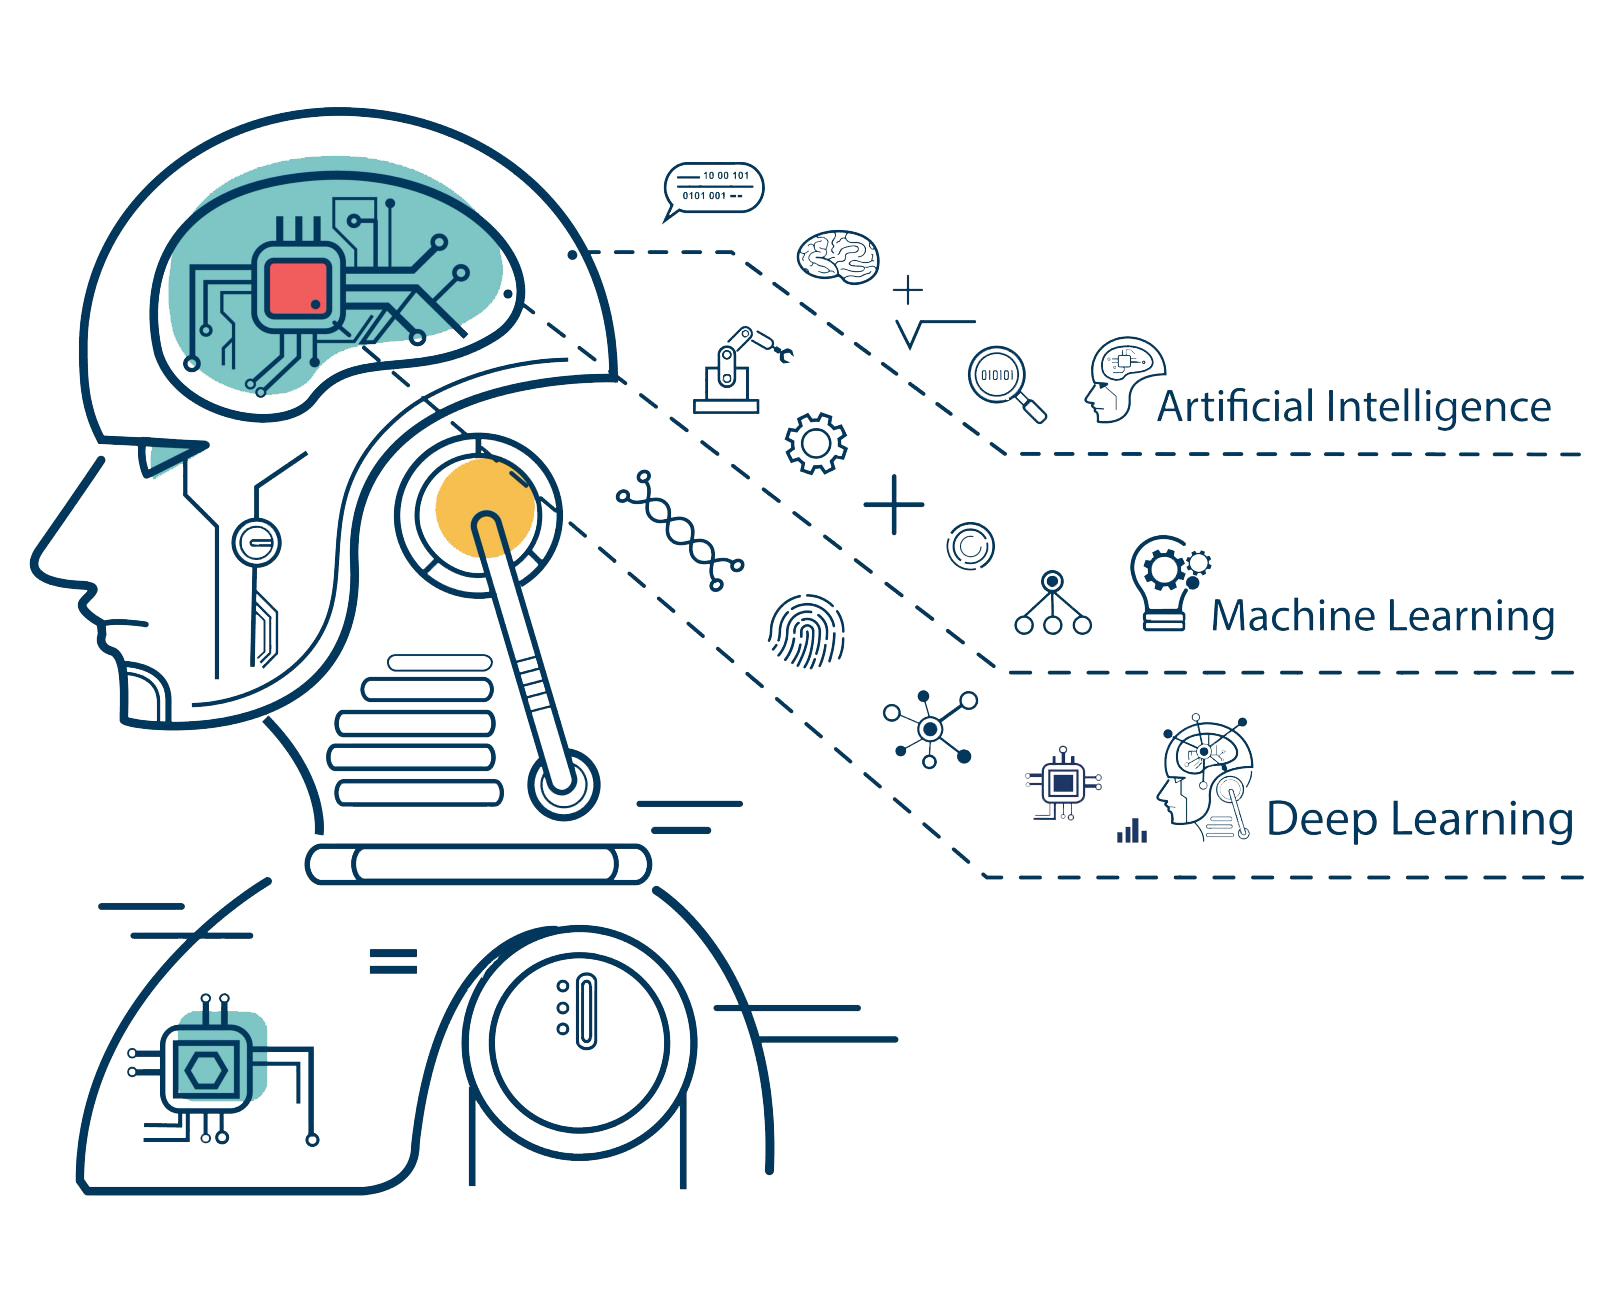 10 00 101
0101 001 --
010101
Artificial Intelligence
Machine Learning
Deep Learning